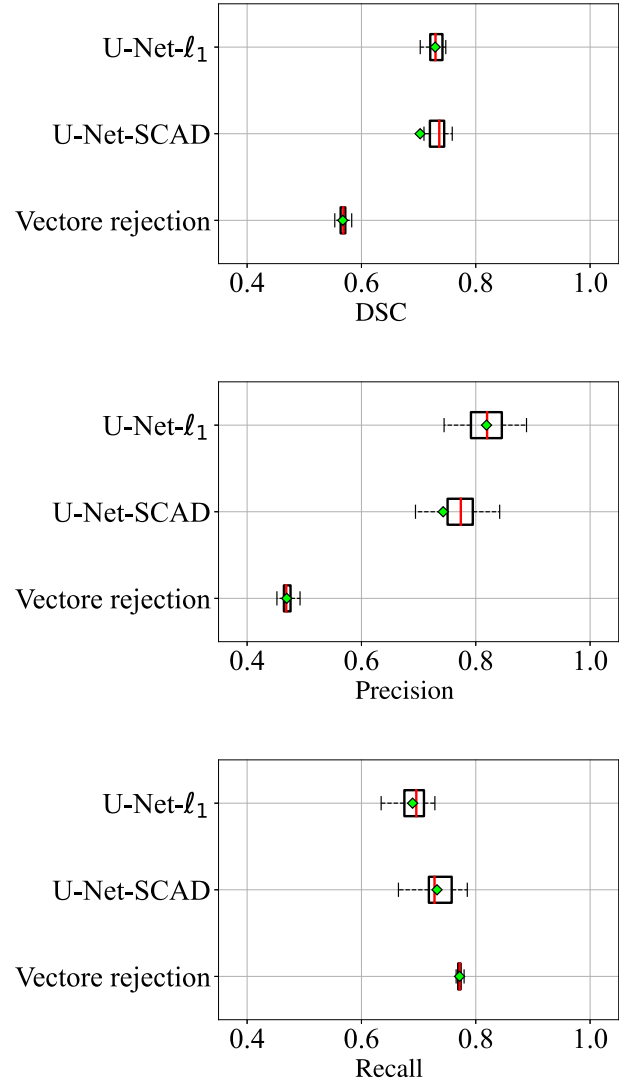 U-Net-ℓ₁
U-Net-SCAD
Vectore rejection
0.4 0.6 0.8 1.0
DSC
U-Net-ℓ₁
U-Net-SCAD
Vectore rejection
0.4 0.6 0.8 1.0
Precision
U-Net-ℓ₁
U-Net-SCAD
Vectore rejection
0.4 0.6 0.8 1.0
Recall